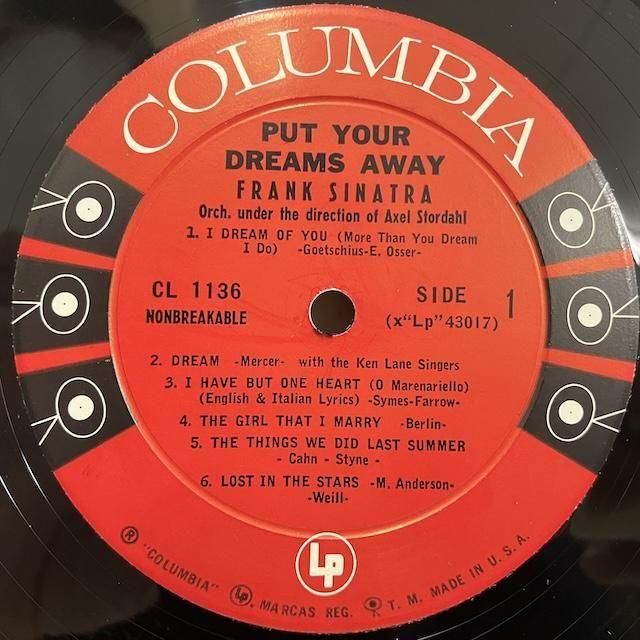 COLUMBIA
PUT YOUR
DREAMS AWAY
FRANK SINATRA
Orch. under the direction of Axel Stordahl
1. I DREAM OF YOU (More Than You Dream
I Do) -Goetschius-E. Osser-
CL 1136
NONBREAKABLE
SIDE 1
(x"Lp"43017)
2. DREAM -Mercer- with the Ken Lane Singers
3. I HAVE BUT ONE HEART (O Marenariello)
(English & Italian Lyrics) -Symes-Farrow-
4. THE GIRL THAT I MARRY -Berlin-
5. THE THINGS WE DID LAST SUMMER
- Cahn - Styne -
6. LOST IN THE STARS -M. Anderson-
-Weill-
Lp
® "COLUMBIA" Lp. MARCAS REG. T. M. MADE IN U. S. A.